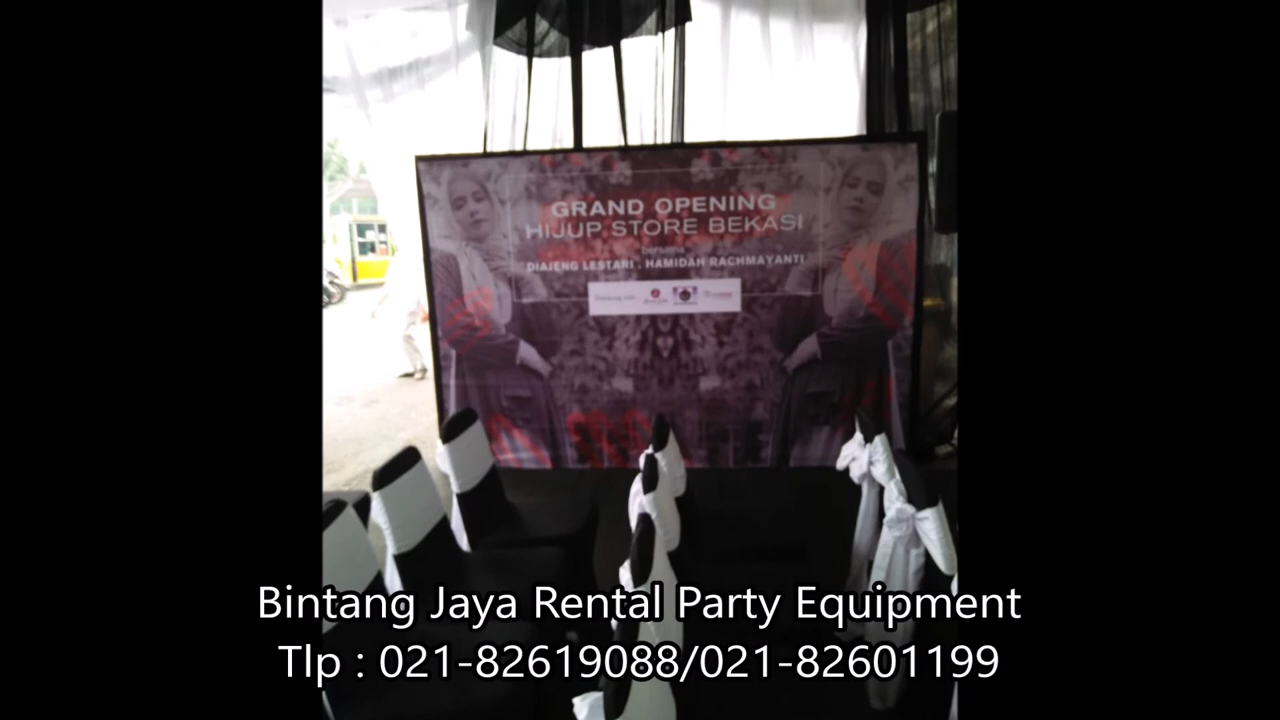 GRAND OPENING
HIJUP STORE BEKASI
bersama
DIAJENG LESTARI . HAMIDAH RACHMAYANTI
Bintang Jaya Rental Party Equipment
Tlp : 021-82619088/021-82601199